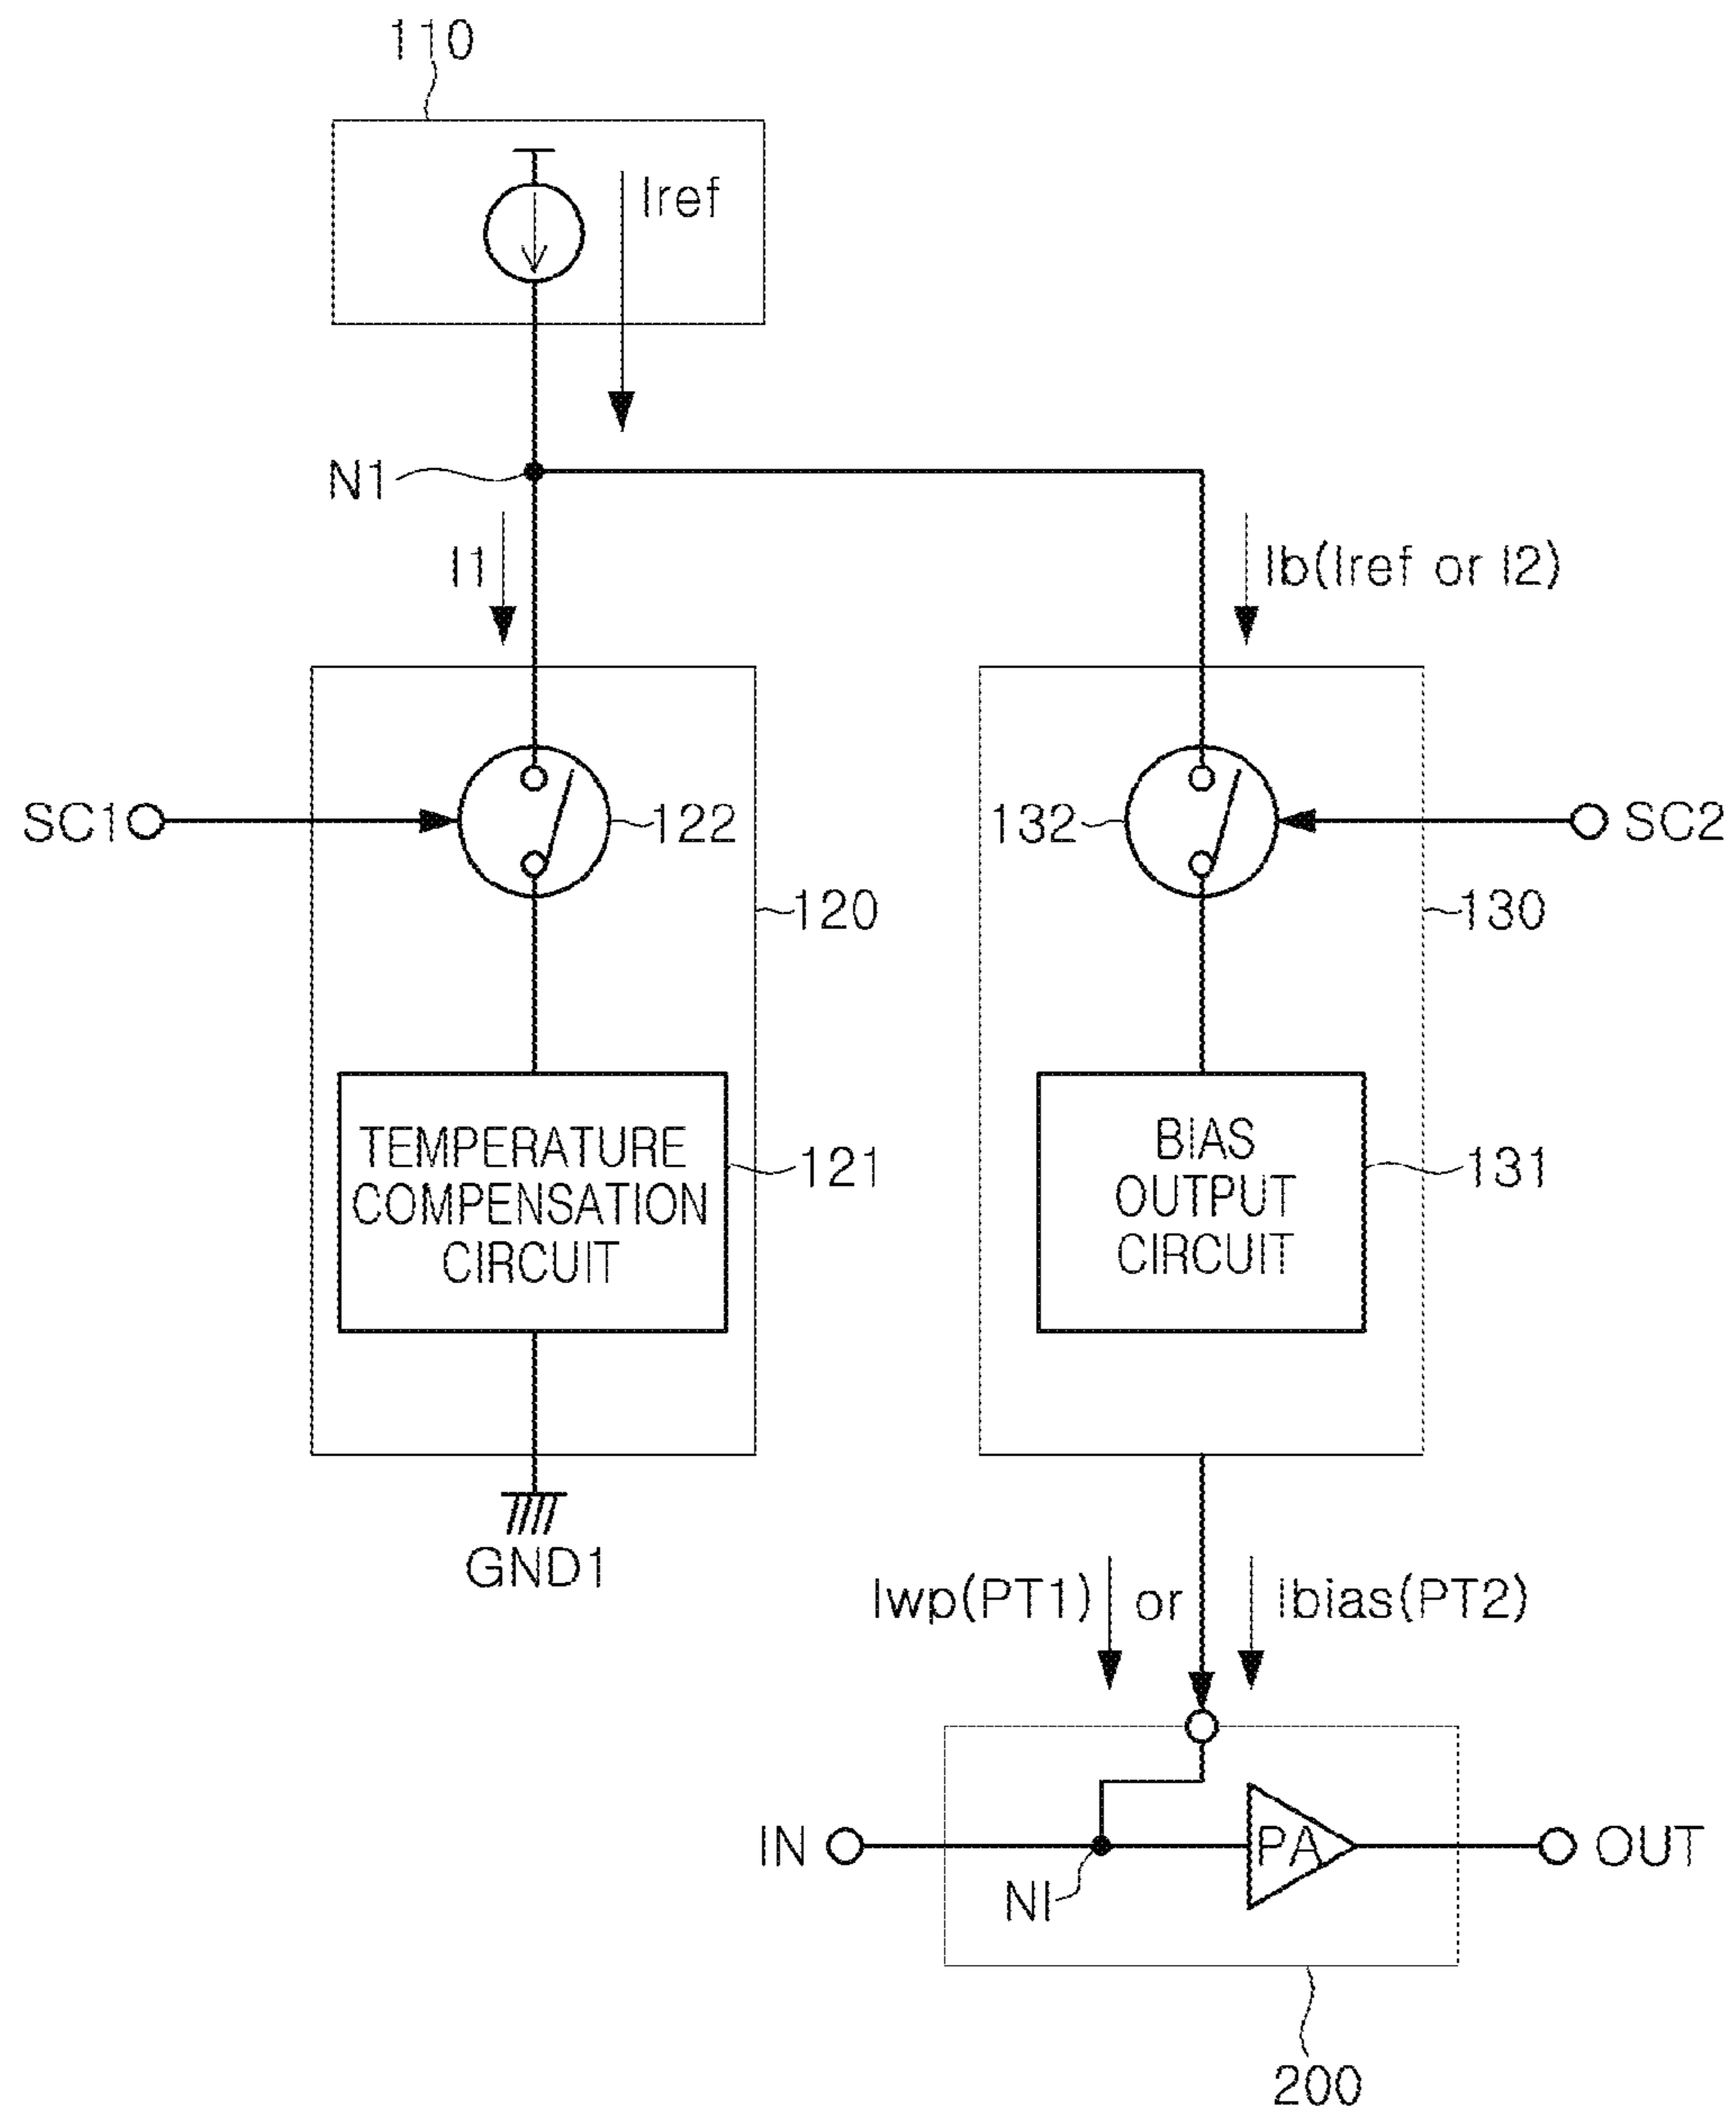 110
Iref
N1
I1
Ib(Iref or I2)
SC1
122
132
SC2
120
130
TEMPERATURE
COMPENSATION
CIRCUIT
121
BIAS
OUTPUT
CIRCUIT
131
GND1
Iwp(PT1) or Ibias(PT2)
IN
NI
PA
OUT
200